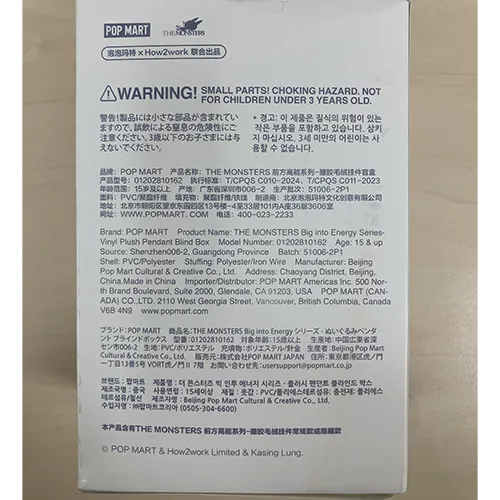 POP MART THE MONSTERS
泡泡玛特 × How2work 联合出品
WARNING! SMALL PARTS! CHOKING HAZARD. NOT
FOR CHILDREN UNDER 3 YEARS OLD.
警告!製品には小さな部品が含まれてい
ますので、誤飲による窒息の危険性にご
注意ください。3歳以下のお子さまには与
えないでください。
* 경고: 이 제품은 질식의 위험이 있는
작은 부품을 포함하고 있습니다. 삼키
지 마십시오. 3세 미만의 어린이는 사
용할 수 없습니다.
品牌: POP MART 产品名称: THE MONSTERS 前方高能系列-搪胶毛绒挂件盲盒
产品型号: 01202810162 执行标准: T/CPQS C010-2024、T/CPQS C011-2023
年龄范围: 15岁及以上 产地: 广东省深圳市006-2 生产批次: 51006-2P1
面料: PVC/聚酯纤维 填充物: 聚酯纤维/铁线 制造商: 北京泡泡玛特文化创意有限公司
地址: 北京市朝阳区望京东园四区13号楼-4至33层101内A座36层3606室
WWW.POPMART.COM 电话: 400-023-2233
Brand: POP MART Product Name: THE MONSTERS Big into Energy Series-
Vinyl Plush Pendant Blind Box Model Number: 01202810162 Age: 15 & up
Source: Shenzhen006-2, Guangdong Province Batch: 51006-2P1
Shell: PVC/Polyester Stuffing: Polyester/Iron Wire Manufacturer: Beijing
Pop Mart Cultural & Creative Co., Ltd. Address: Chaoyang District, Beijing,
China.Made in China Importer/Distributor: POP MART Americas Inc. 500 Nor-
th Brand Boulevard, Suite 2000, Glendale, CA 91203, USA POP MART (CAN-
ADA) CO., LTD. 2110 West Georgia Street, Vancouver, British Columbia, Canada
V6B 4N9 www.popmart.com
ブランド: POP MART 商品名: THE MONSTERS Big into Energy シリーズ - ぬいぐるみペンダ
ント ブラインドボックス 型番: 01202810162 対象年齢: 15歳以上 産地: 中国広東省深セ
ン市006-2 生地: PVC/ポリエステル 充填物: ポリエステル/針金 生産者: Beijing Pop Mart
Cultural & Creative Co., Ltd. 販売元: 株式会社POP MART JAPAN 住所: 東京都港区虎ノ門
一丁目13番5号 VORT虎ノ門II 7階 お問い合わせ: usersupport@popmart.co.jp
브랜드 : 팝마트 제품명 : 더 몬스터즈 빅 인투 에너지 시리즈 - 플러시 펜던트 블라인드 박스
제조국명 : 중국 사용연령 : 15세이상 재질 : 옷감 : PVC/폴리에스테르섬유; 충전재: 폴리에스
테르섬유/철선 제조자명 : Beijing Pop Mart Cultural & Creative Co., Ltd.
수입자명 : ㈜팝마트코리아 (0505-304-6600)
本产品含有THE MONSTERS 前方高能系列-搪胶毛绒挂件常规款或隐藏款
© POP MART & How2work Limited & Kasing Lung.